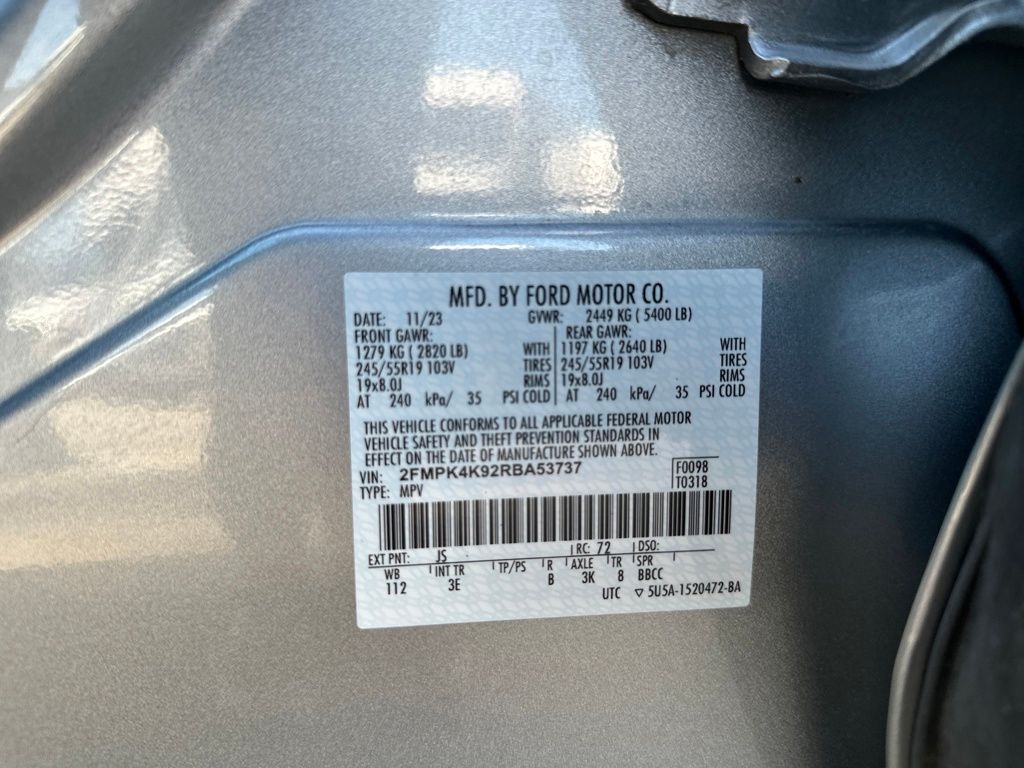 MFD. BY FORD MOTOR CO.
DATE: 11/23 GVWR: 2449 KG ( 5400 LB)
FRONT GAWR: REAR GAWR:
1279 KG ( 2820 LB) WITH 1197 KG ( 2640 LB) WITH
245/55R19 103V TIRES 245/55R19 103V TIRES
19x8.0J RIMS 19x8.0J RIMS
AT 240 kPa/ 35 PSI COLD AT 240 kPa/ 35 PSI COLD
THIS VEHICLE CONFORMS TO ALL APPLICABLE FEDERAL MOTOR
VEHICLE SAFETY AND THEFT PREVENTION STANDARDS IN
EFFECT ON THE DATE OF MANUFACTURE SHOWN ABOVE.
VIN: 2FMPK4K92RBA53737 F0098
TYPE: MPV T0318
EXT PNT: JS RC: 72 DSO:
WB INT TR TP/PS R AXLE TR SPR
112 3E B 3K 8 BBCC
UTC ▽ 5U5A-1520472-BA